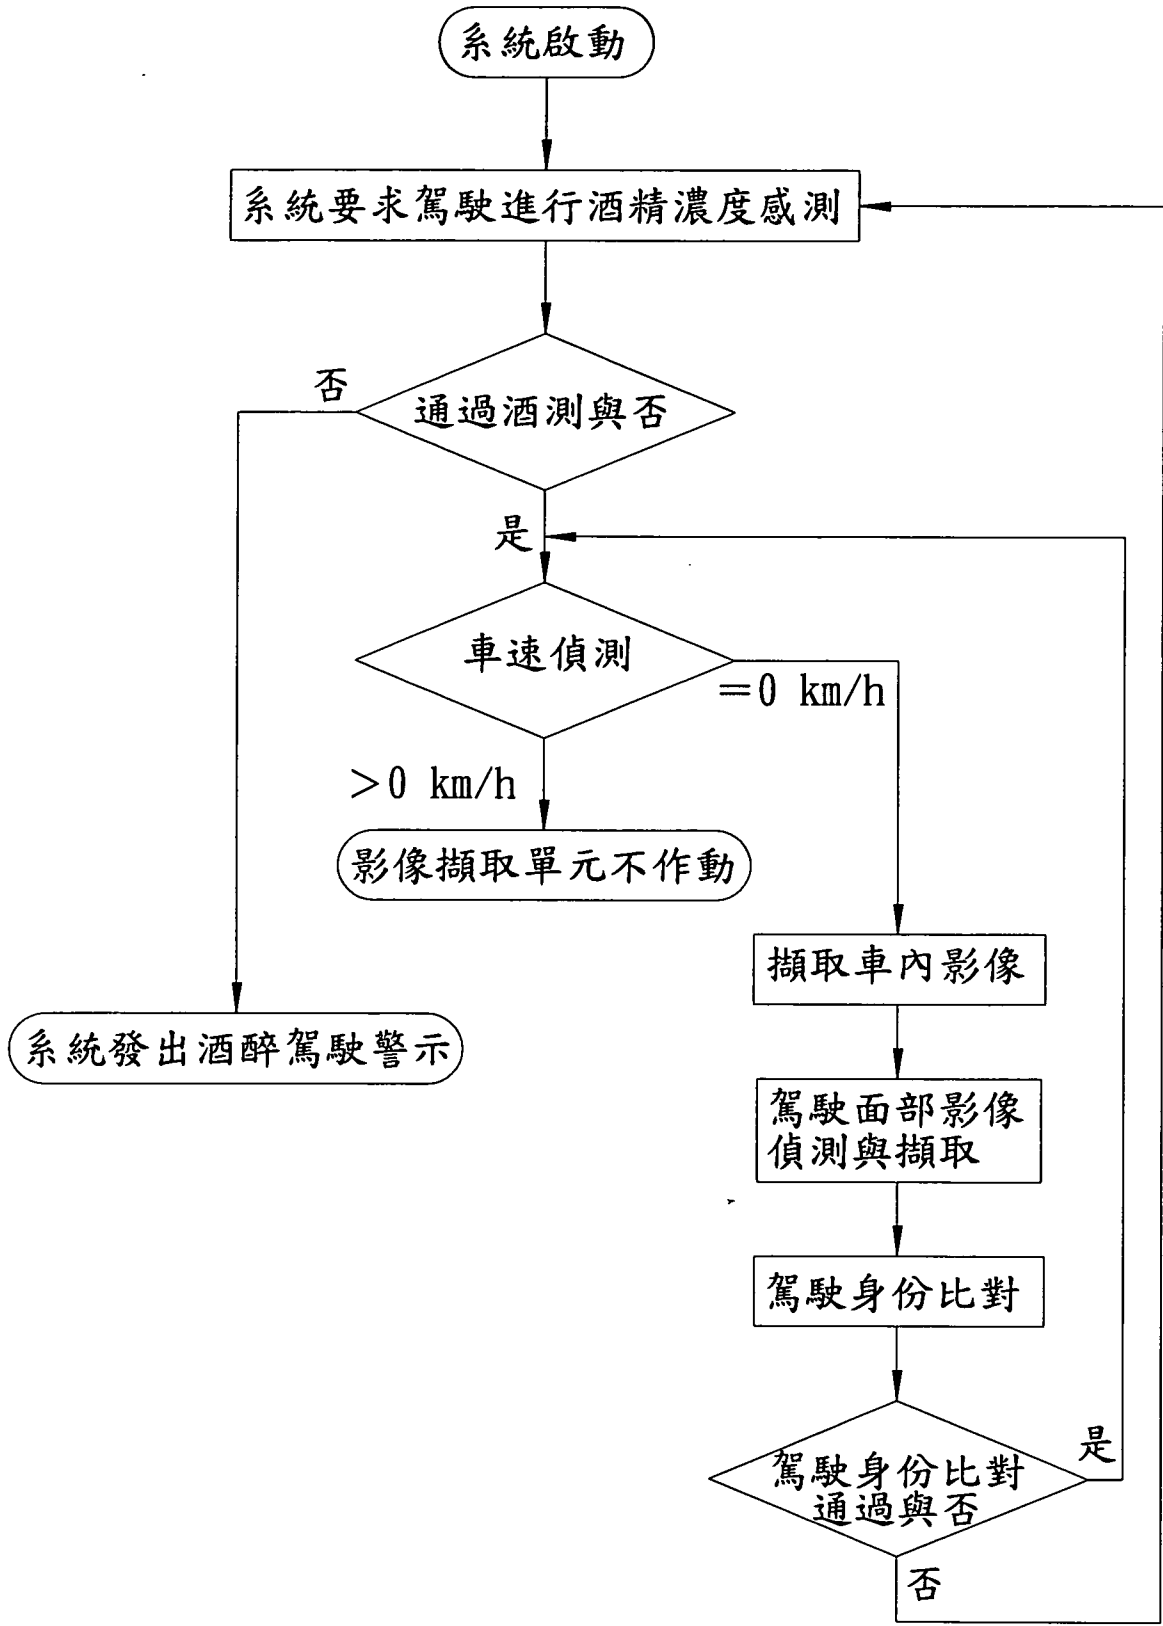 系統啟動
系統要求駕駛進行酒精濃度感測
否
通過酒測與否
是
車速偵測
＝0 km/h
＞0 km/h
影像擷取單元不作動
擷取車內影像
系統發出酒醉駕駛警示
駕駛面部影像
偵測與擷取
駕駛身份比對
是
駕駛身份比對
通過與否
否